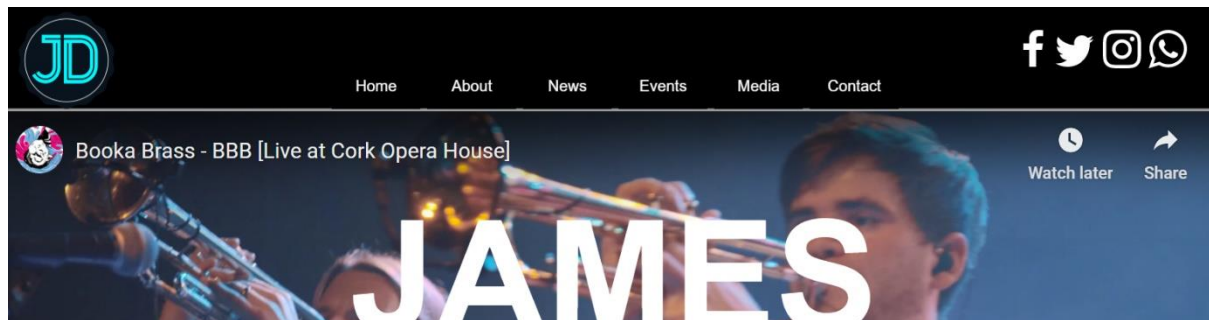 JD
Home About News Events Media Contact
Booka Brass - BBB [Live at Cork Opera House]
Watch later Share
JAMES